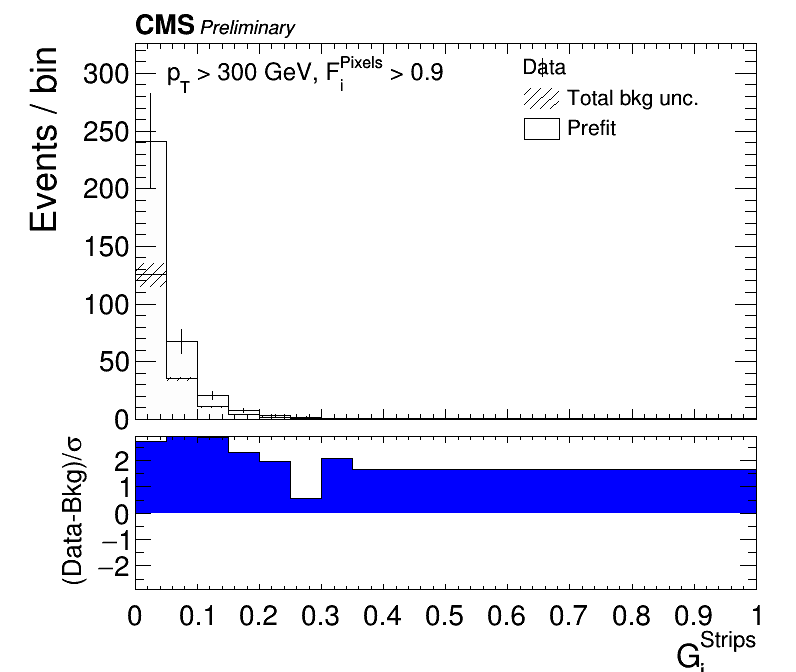 CMS Preliminary
p_T > 300 GeV, F_i^Pixels > 0.9
Data
Total bkg unc.
Prefit
Events / bin
300
250
200
150
100
50
0
(Data-Bkg)/σ
2
1
0
−1
−2
0 0.1 0.2 0.3 0.4 0.5 0.6 0.7 0.8 0.9 1
G_i^Strips